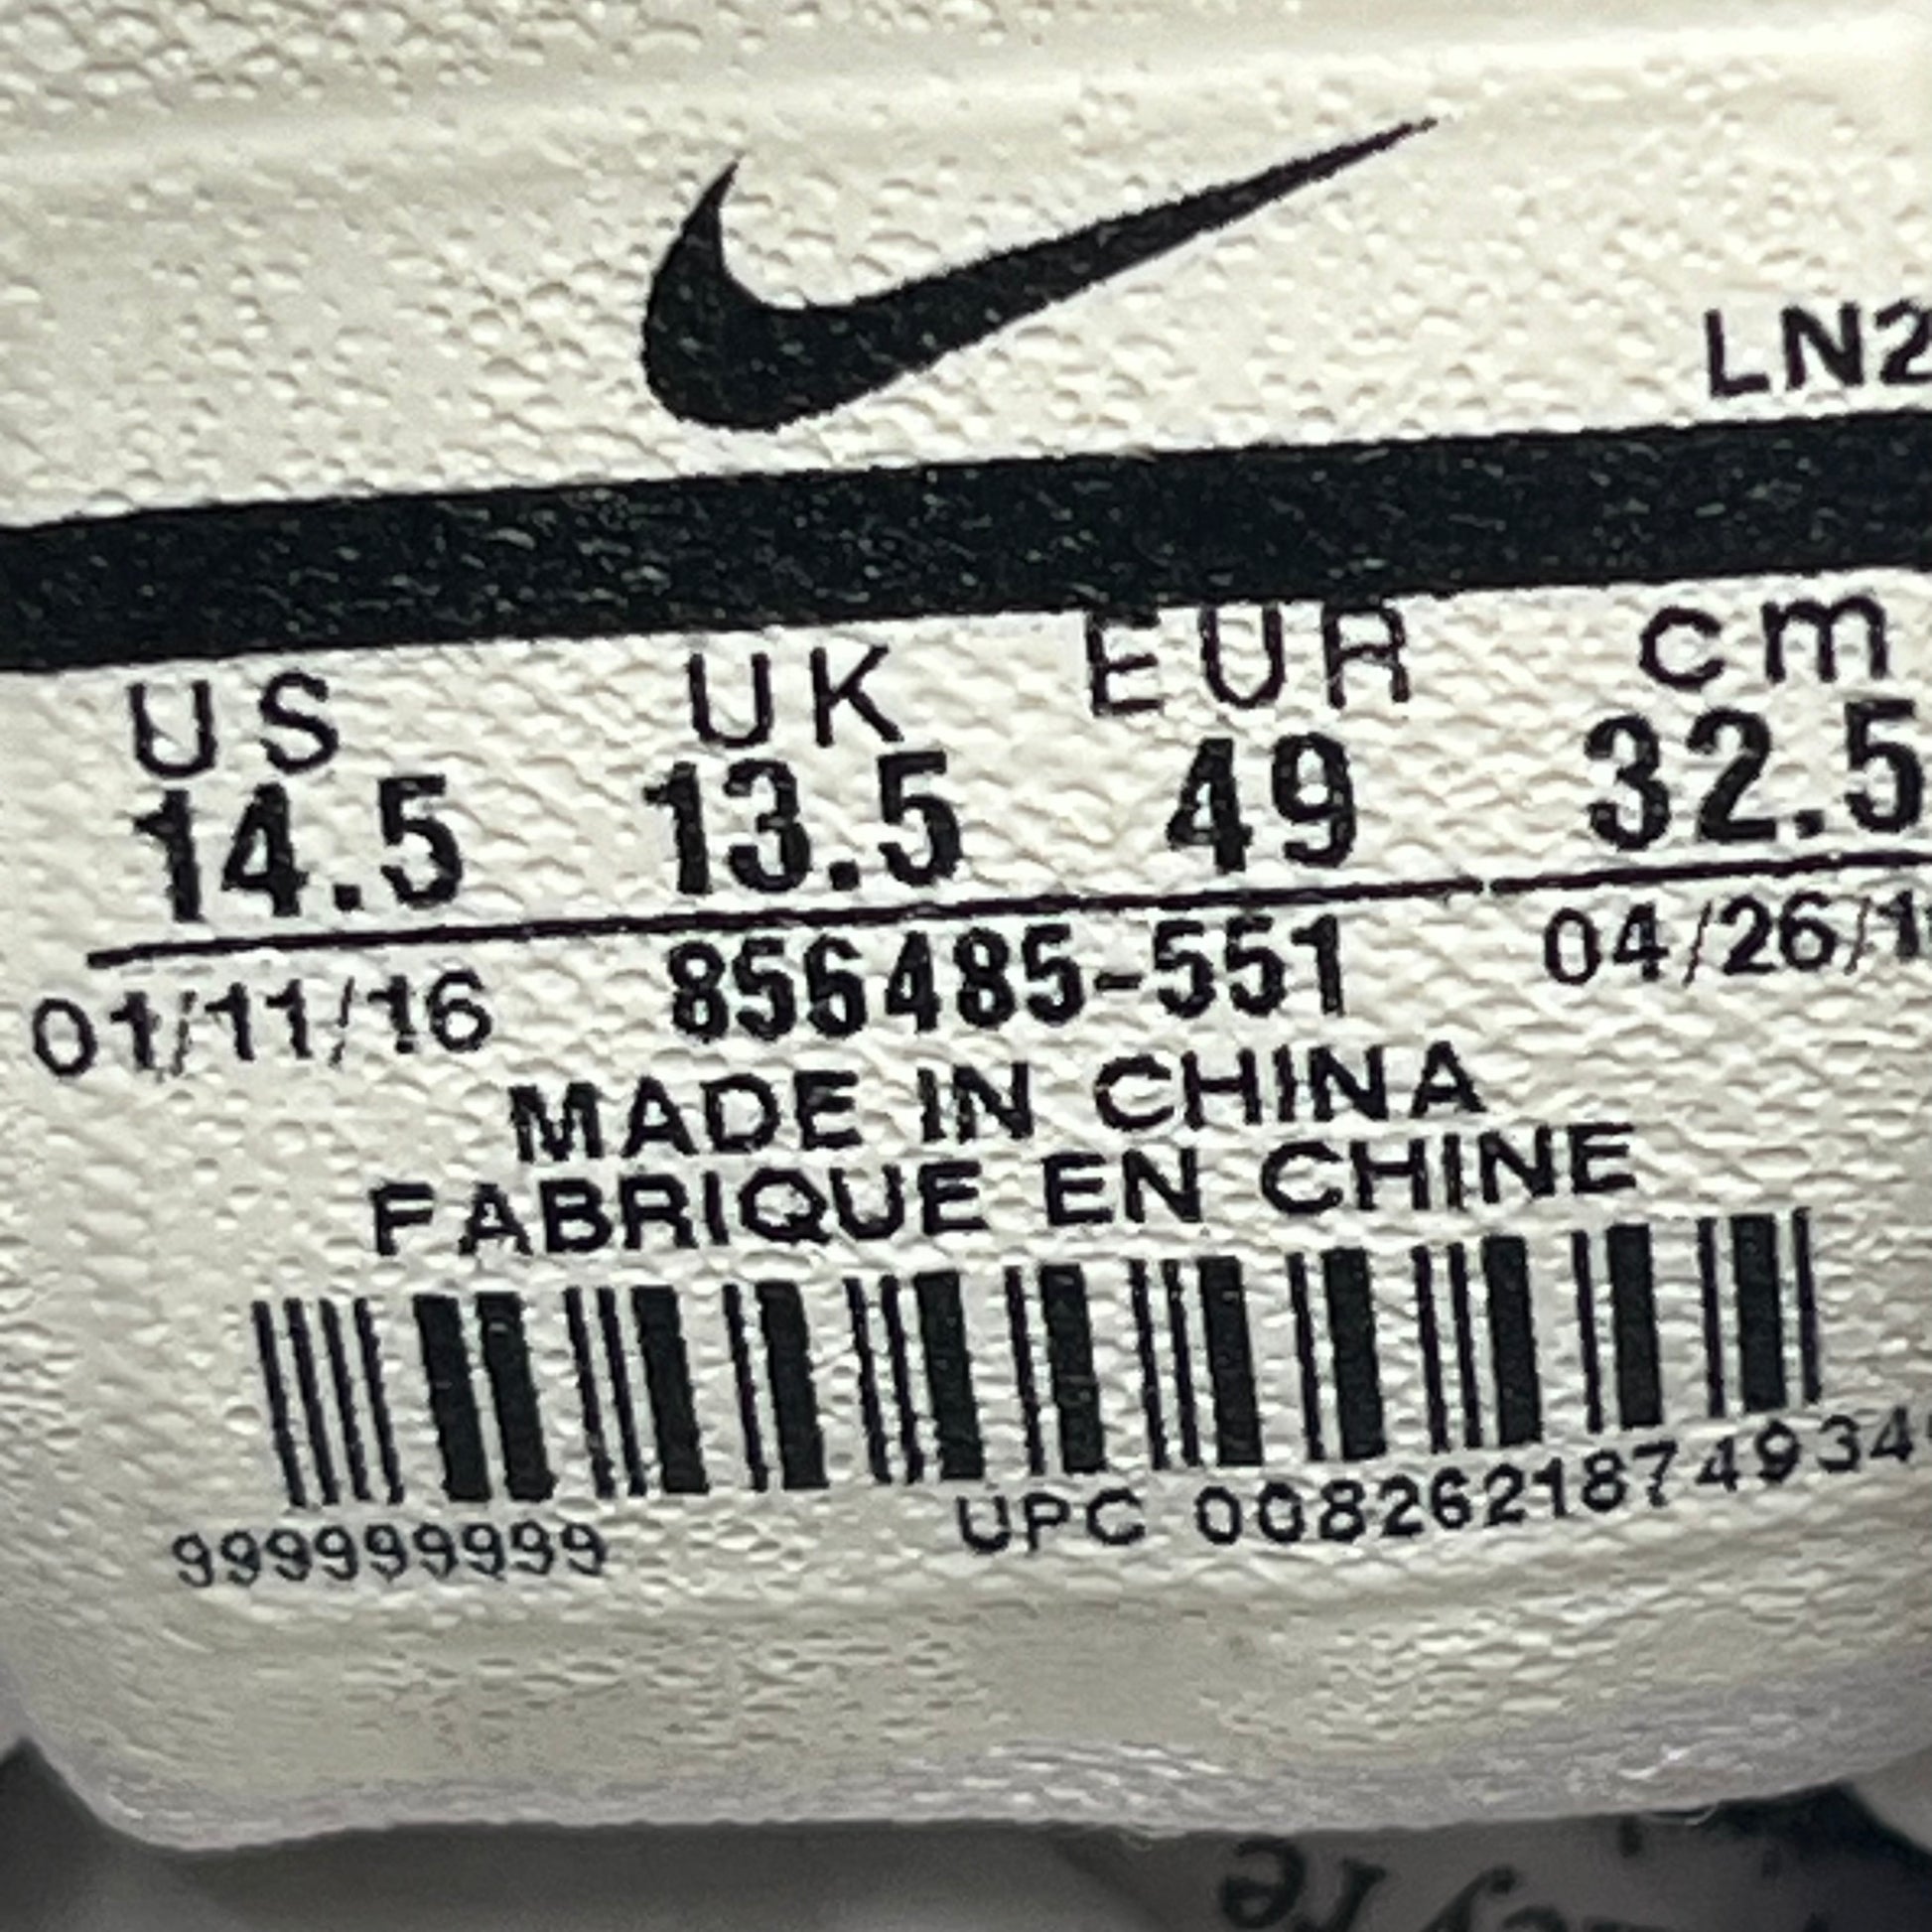 LN2
US UK EUR cm
14.5 13.5 49 32.5
01/11/16 856485-551 04/26/1
MADE IN CHINA
FABRIQUE EN CHINE
999999999 UPC 0082621874934